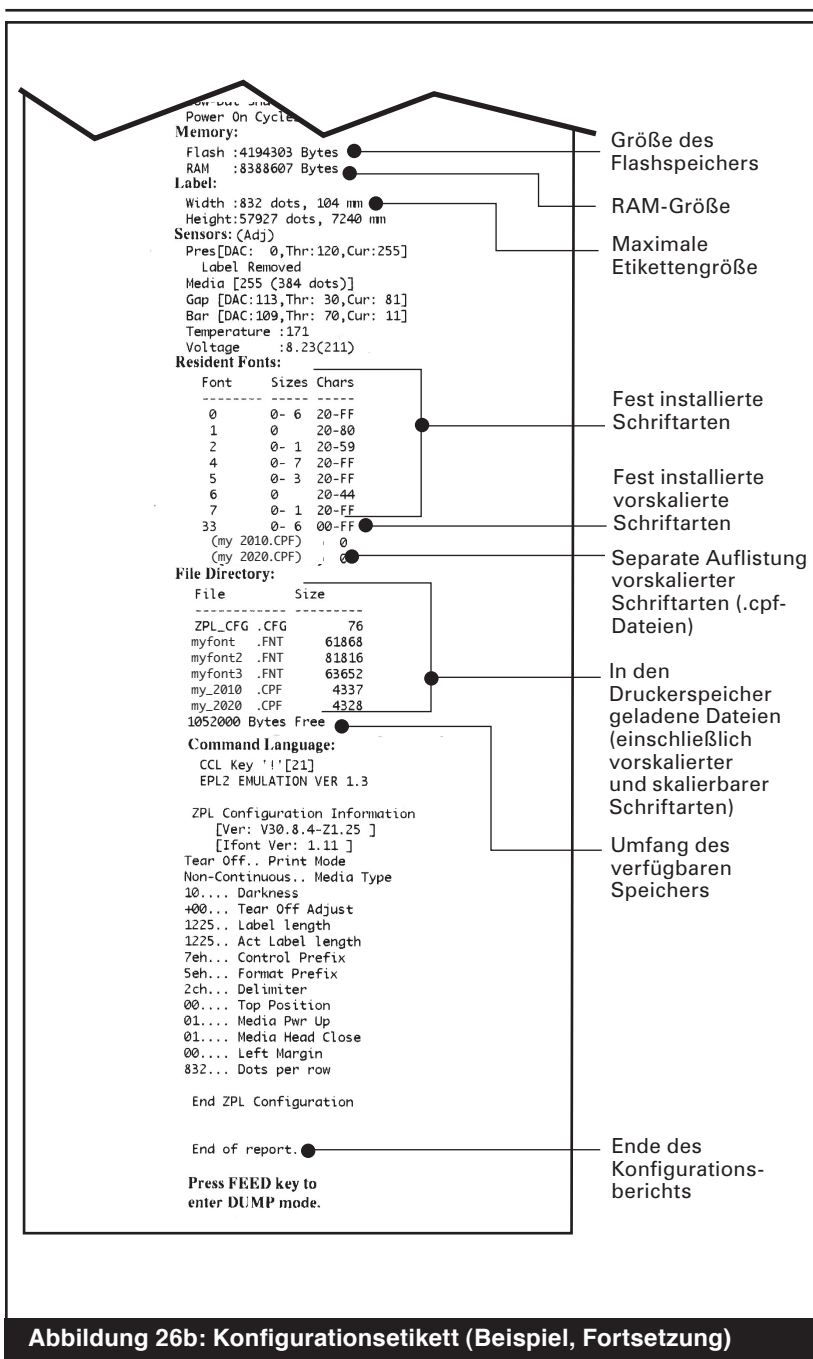 Power On Cycles
Memory:
Flash :4194303 Bytes
RAM :8388607 Bytes
Label:
Width :832 dots, 104 mm
Height:57927 dots, 7240 mm
Sensors: (Adj)
Pres[DAC: 0,Thr:120,Cur:255]
Label Removed
Media [255 (384 dots)]
Gap [DAC:113,Thr: 30,Cur: 81]
Bar [DAC:109,Thr: 70,Cur: 11]
Temperature :171
Voltage :8.23(211)
Resident Fonts:
Font Sizes Chars
-------- ----- -----
0 0- 6 20-FF
1 0 20-80
2 0- 1 20-59
4 0- 7 20-FF
5 0- 3 20-FF
6 0 20-44
7 0- 1 20-FF
33 0- 6 00-FF
(my 2010.CPF) 0
(my 2020.CPF) 0
File Directory:
File Size
------------ ---------
ZPL_CFG .CFG 76
myfont .FNT 61868
myfont2 .FNT 81816
myfont3 .FNT 63652
my_2010 .CPF 4337
my_2020 .CPF 4328
1052000 Bytes Free
Command Language:
CCL Key '!'[21]
EPL2 EMULATION VER 1.3
ZPL Configuration Information
[Ver: V30.8.4-Z1.25 ]
[Ifont Ver: 1.11 ]
Tear Off.. Print Mode
Non-Continuous.. Media Type
10.... Darkness
+00... Tear Off Adjust
1225.. Label length
1225.. Act Label length
7eh... Control Prefix
5eh... Format Prefix
2ch... Delimiter
00.... Top Position
01.... Media Pwr Up
01.... Media Head Close
00.... Left Margin
832... Dots per row
End ZPL Configuration
End of report.
Press FEED key to
enter DUMP mode.
Größe des
Flashspeichers
RAM-Größe
Maximale
Etikettengröße
Fest installierte
Schriftarten
Fest installierte
vorskalierte
Schriftarten
Separate Auflistung
vorskalierter
Schriftarten (.cpf-
Dateien)
In den
Druckerspeicher
geladene Dateien
(einschließlich
vorskalierter
und skalierbarer
Schriftarten)
Umfang des
verfügbaren
Speichers
Ende des
Konfigurations-
berichts
Abbildung 26b: Konfigurationsetikett (Beispiel, Fortsetzung)